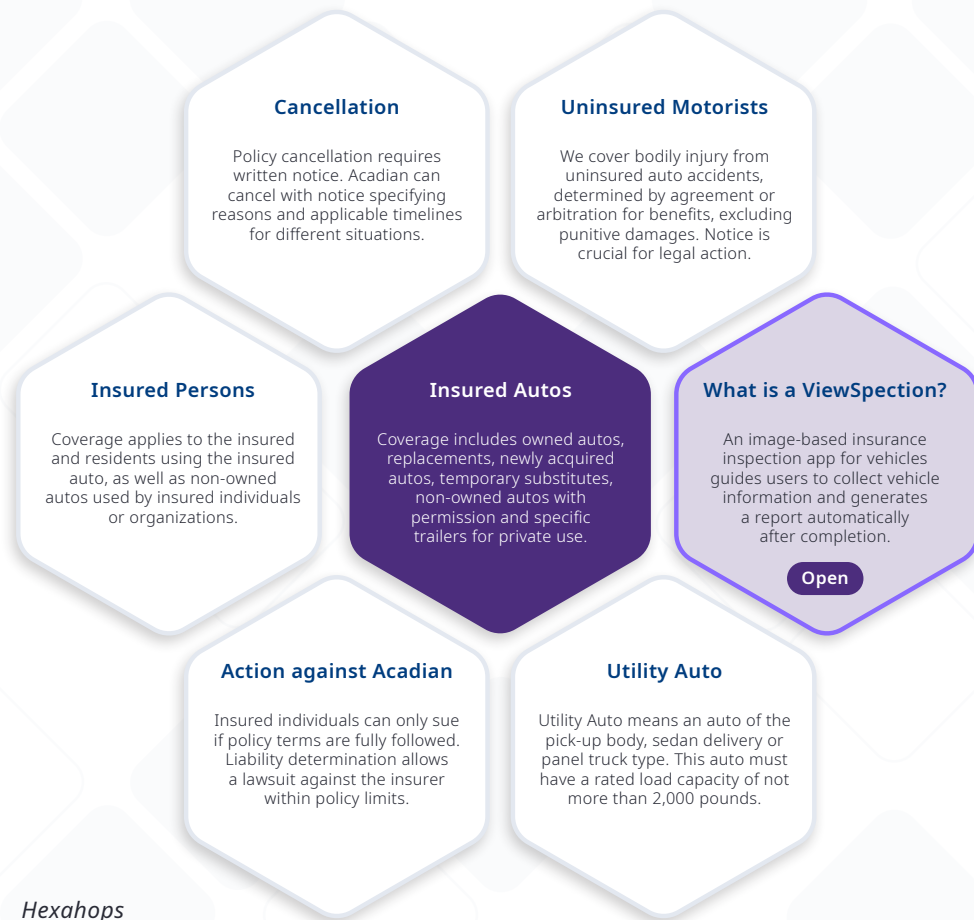 Cancellation
Policy cancellation requires
written notice. Acadian can
cancel with notice specifying
reasons and applicable timelines
for different situations.
Uninsured Motorists
We cover bodily injury from
uninsured auto accidents,
determined by agreement or
arbitration for benefits, excluding
punitive damages. Notice is
crucial for legal action.
Insured Persons
Coverage applies to the insured
and residents using the insured
auto, as well as non-owned
autos used by insured individuals
or organizations.
Insured Autos
Coverage includes owned autos,
replacements, newly acquired
autos, temporary substitutes,
non-owned autos with
permission and specific
trailers for private use.
What is a ViewSpection?
An image-based insurance
inspection app for vehicles
guides users to collect vehicle
information and generates
a report automatically
after completion.
Open
Action against Acadian
Insured individuals can only sue
if policy terms are fully followed.
Liability determination allows
a lawsuit against the insurer
within policy limits.
Utility Auto
Utility Auto means an auto of the
pick-up body, sedan delivery or
panel truck type. This auto must
have a rated load capacity of not
more than 2,000 pounds.
Hexahops